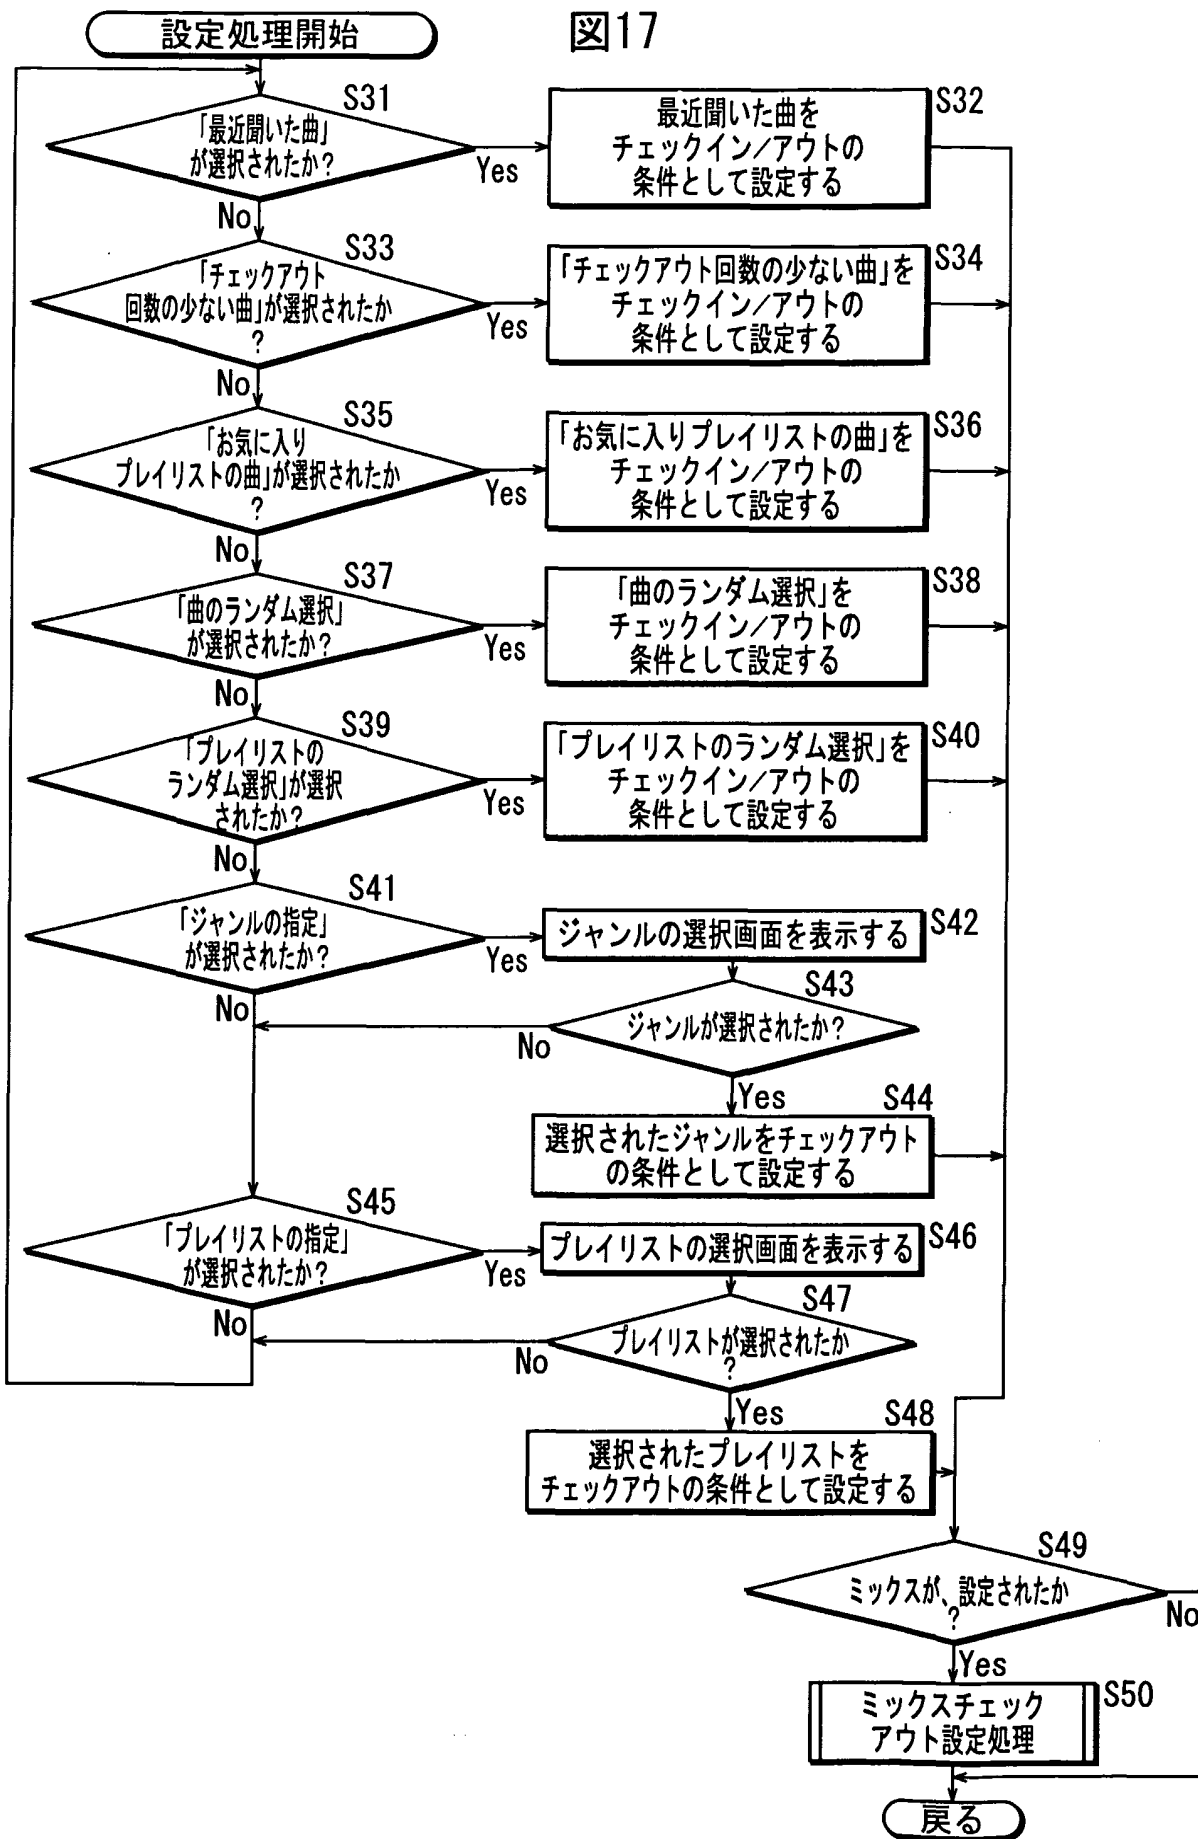 図17
設定処理開始
S31
「最近聞いた曲」
が選択されたか?
Yes
No
S32
最近聞いた曲を
チェックイン/アウトの
条件として設定する
S33
「チェックアウト
回数の少ない曲」が選択されたか
?
Yes
No
S34
「チェックアウト回数の少ない曲」を
チェックイン/アウトの
条件として設定する
S35
「お気に入り
プレイリストの曲」が選択されたか
?
Yes
No
S36
「お気に入りプレイリストの曲」を
チェックイン/アウトの
条件として設定する
S37
「曲のランダム選択」
が選択されたか?
Yes
No
S38
「曲のランダム選択」を
チェックイン/アウトの
条件として設定する
S39
「プレイリストの
ランダム選択」が選択
されたか?
Yes
No
S40
「プレイリストのランダム選択」を
チェックイン/アウトの
条件として設定する
S41
「ジャンルの指定」
が選択されたか?
Yes
No
S42
ジャンルの選択画面を表示する
S43
ジャンルが選択されたか?
No
Yes
S44
選択されたジャンルをチェックアウト
の条件として設定する
S45
「プレイリストの指定」
が選択されたか?
Yes
No
S46
プレイリストの選択画面を表示する
S47
プレイリストが選択されたか
?
No
Yes
S48
選択されたプレイリストを
チェックアウトの条件として設定する
S49
ミックスが、設定されたか
?
No
Yes
S50
ミックスチェック
アウト設定処理
戻る